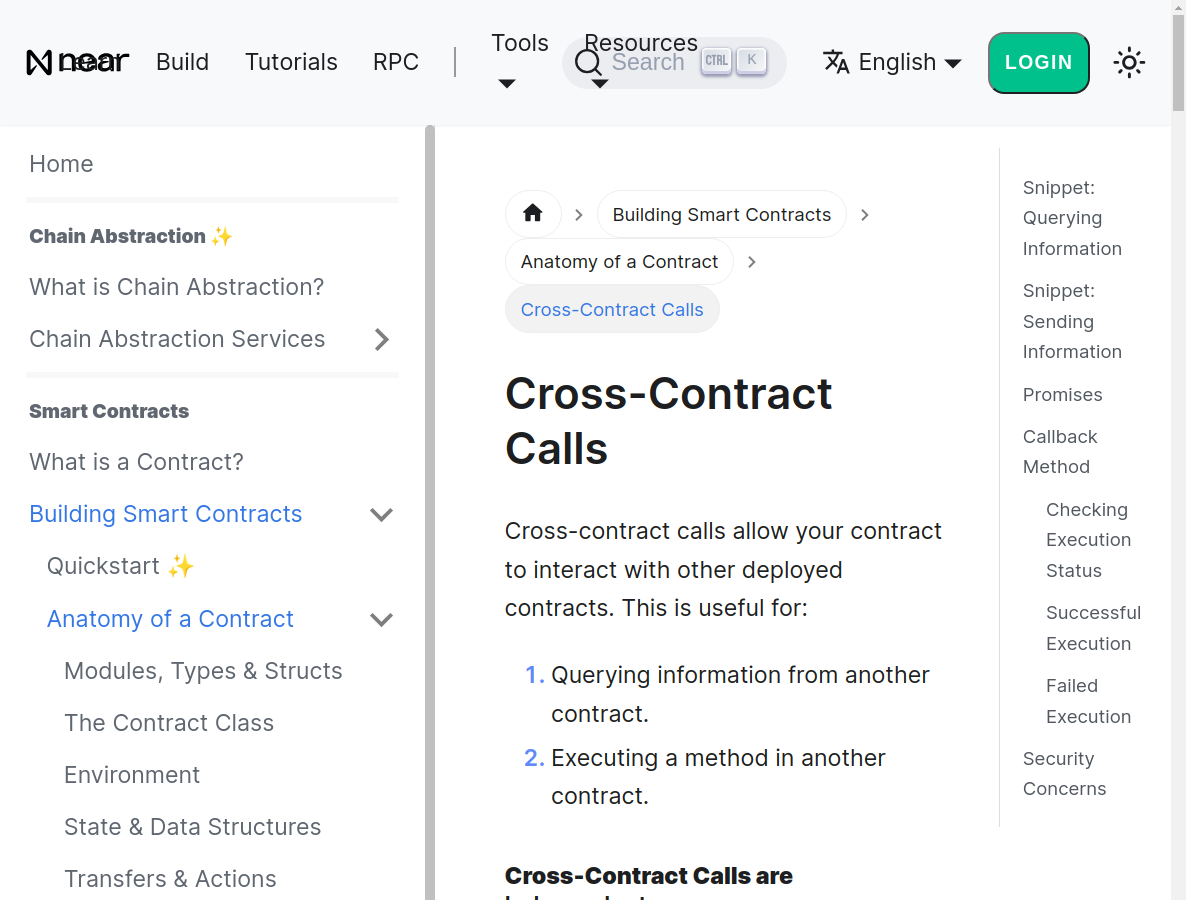 near
Learn
Build
Tutorials
RPC
Tools
Resources
Search
CTRL
K
English
LOGIN
Home
Chain Abstraction ✨
What is Chain Abstraction?
Chain Abstraction Services
Smart Contracts
What is a Contract?
Building Smart Contracts
Quickstart ✨
Anatomy of a Contract
Modules, Types & Structs
The Contract Class
Environment
State & Data Structures
Transfers & Actions
Building Smart Contracts
Anatomy of a Contract
Cross-Contract Calls
Cross-Contract
Calls
Cross-contract calls allow your contract
to interact with other deployed
contracts. This is useful for:
1. Querying information from another
contract.
2. Executing a method in another
contract.
Cross-Contract Calls are
Snippet:
Querying
Information
Snippet:
Sending
Information
Promises
Callback
Method
Checking
Execution
Status
Successful
Execution
Failed
Execution
Security
Concerns